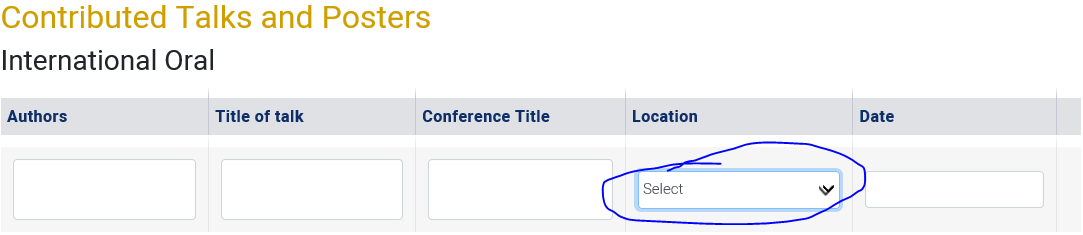 Contributed Talks and Posters
International Oral
Authors Title of talk Conference Title Location Date
Select